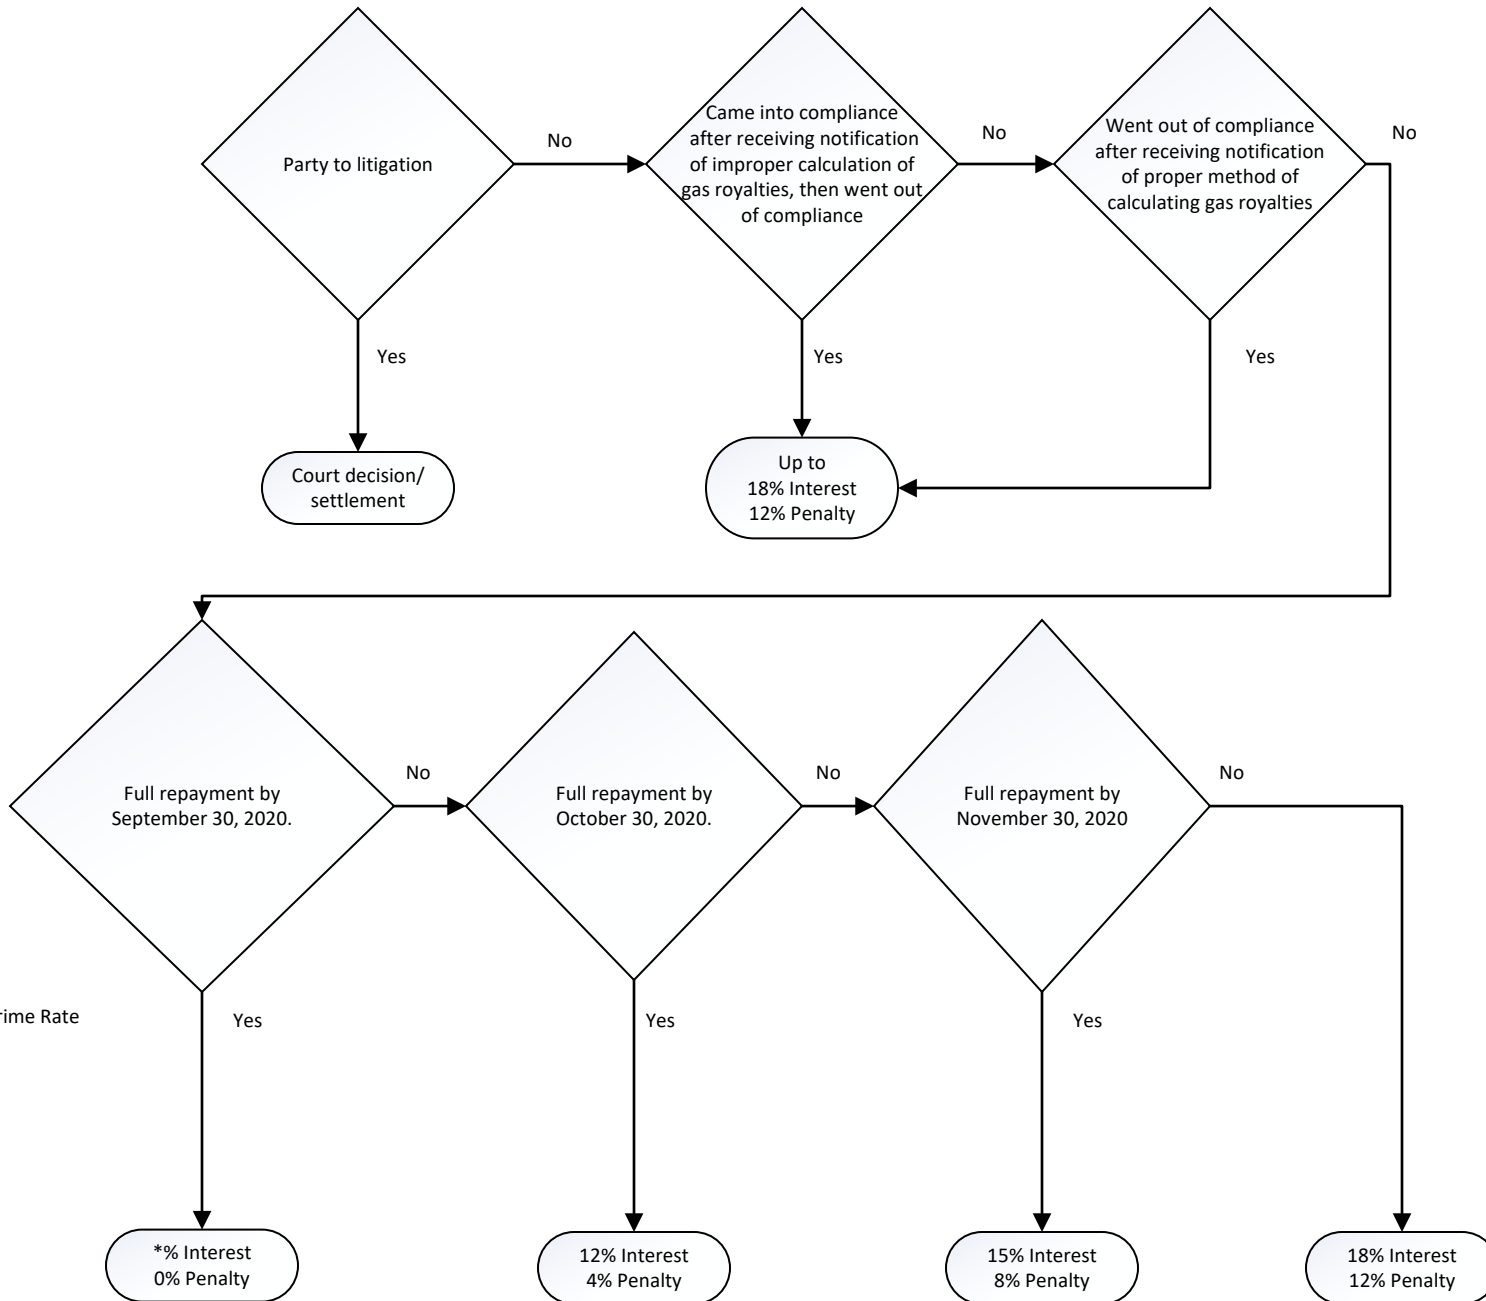 Party to litigation
No
Came into compliance
after receiving notification
of improper calculation of
gas royalties, then went out
of compliance
No
Went out of compliance
after receiving notification
of proper method of
calculating gas royalties
No
Yes
Yes
Yes
Court decision/
settlement
Up to
18% Interest
12% Penalty
Full repayment by
September 30, 2020.
No
Full repayment by
October 30, 2020.
No
Full repayment by
November 30, 2020
No
Rate
Yes
Yes
Yes
*% Interest
0% Penalty
12% Interest
4% Penalty
15% Interest
8% Penalty
18% Interest
12% Penalty